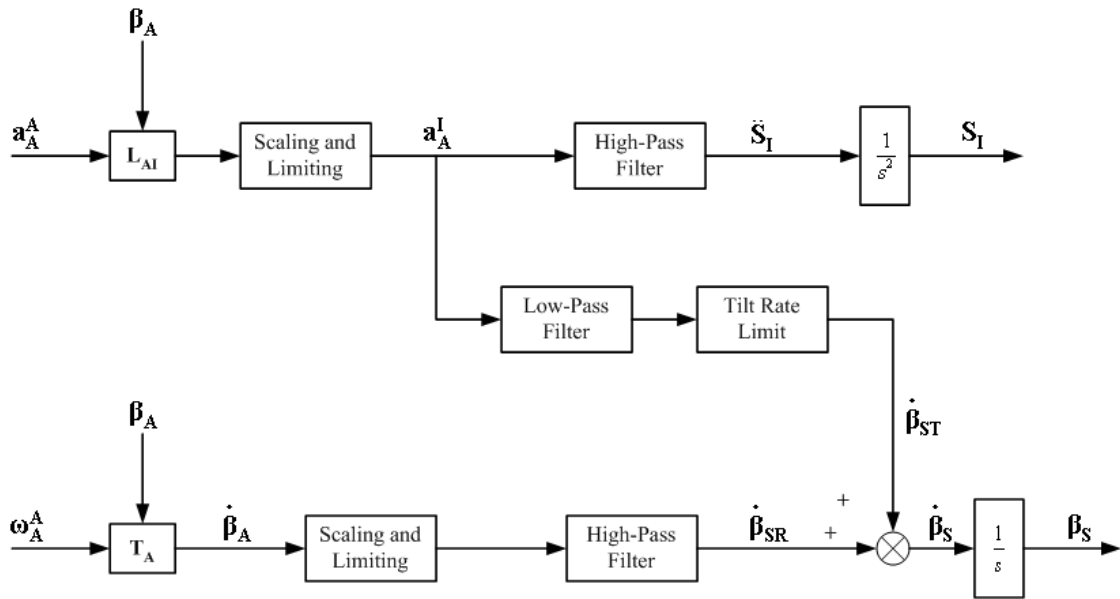 β_A
a_A^A
L_AI
Scaling and
Limiting
a_A^I
High-Pass
Filter
S̈_I
1
s²
S_I
Low-Pass
Filter
Tilt Rate
Limit
β̇_ST
β_A
ω_A^A
T_A
β̇_A
Scaling and
Limiting
High-Pass
Filter
β̇_SR
+
+
β̇_S
1
s
β_S